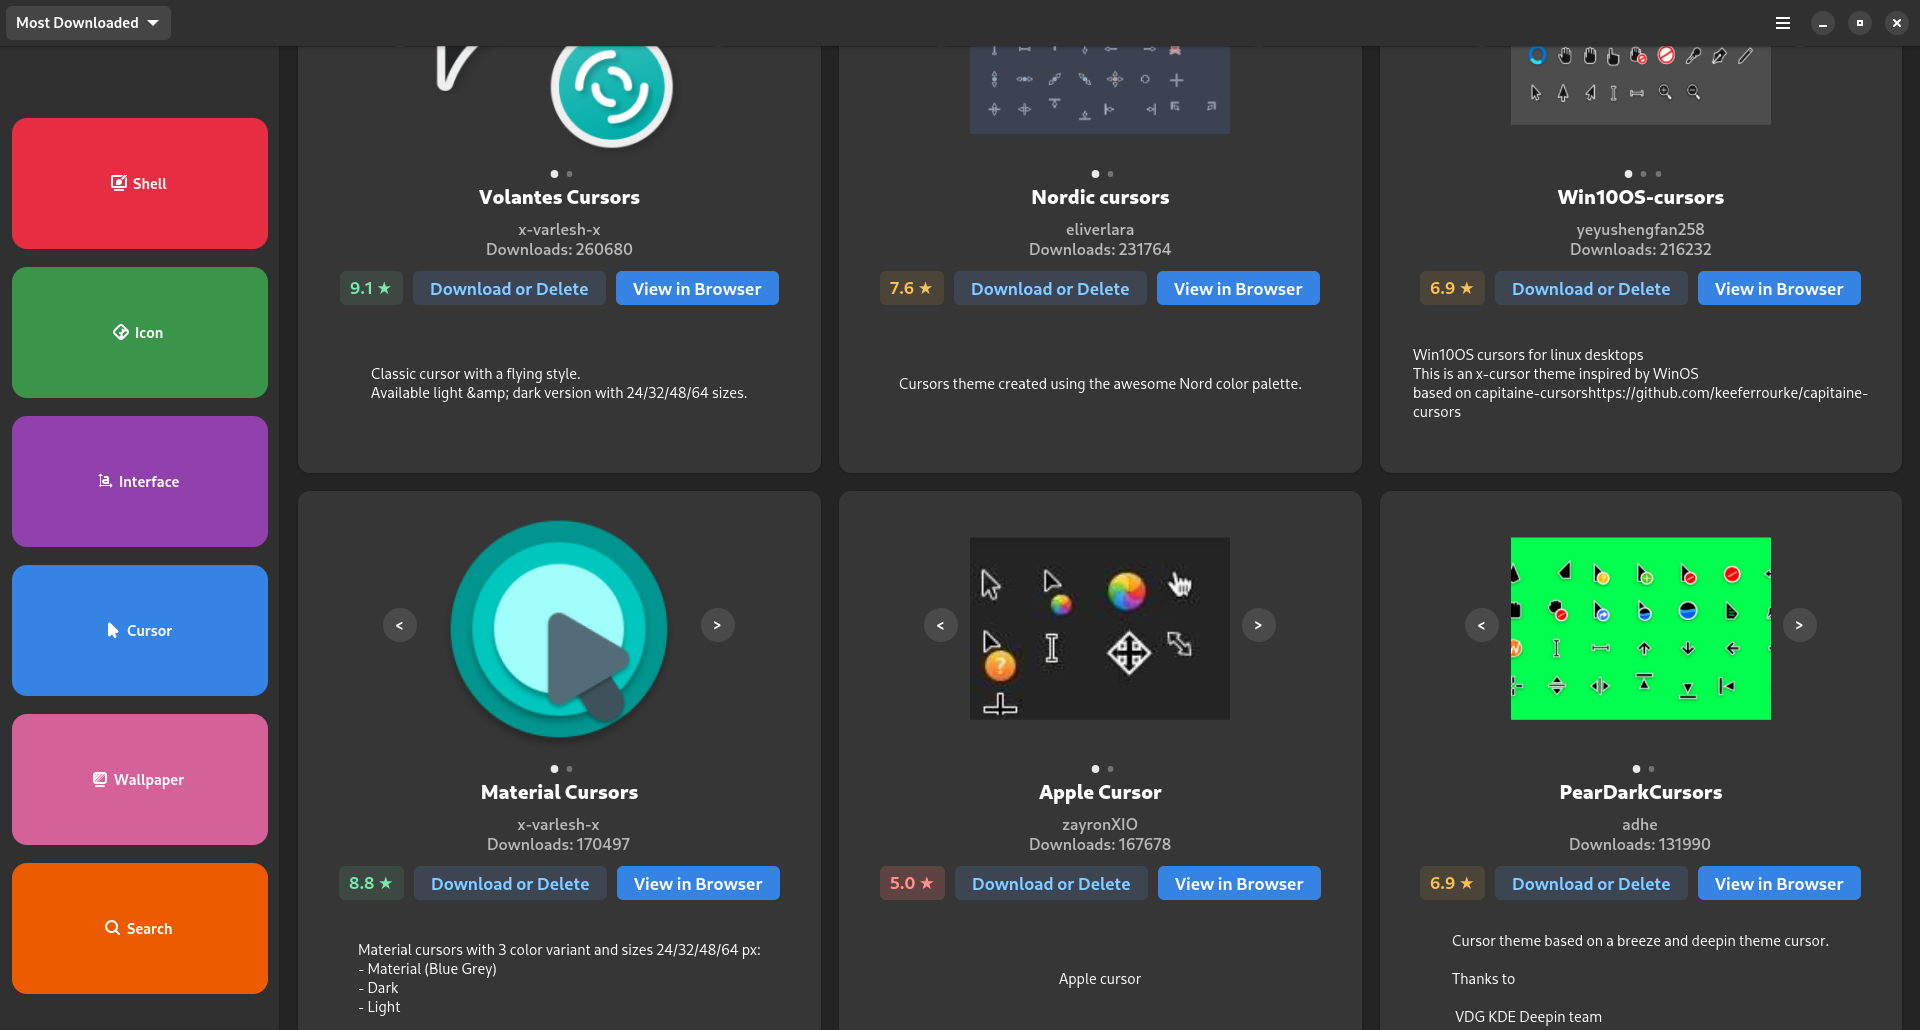 Most Downloaded
Shell
Icon
Interface
Cursor
Wallpaper
Search
Volantes Cursors
x-varlesh-x
Downloads: 260680
9.1 ★
Download or Delete
View in Browser
Classic cursor with a flying style.
Available light &amp; dark version with 24/32/48/64 sizes.
Nordic cursors
eliverlara
Downloads: 231764
7.6 ★
Download or Delete
View in Browser
Cursors theme created using the awesome Nord color palette.
Win10OS-cursors
yeyushengfan258
Downloads: 216232
6.9 ★
Download or Delete
View in Browser
Win10OS cursors for linux desktops
This is an x-cursor theme inspired by WinOS
based on capitaine-cursorshttps://github.com/keeferrourke/capitaine-
cursors
<
>
Material Cursors
x-varlesh-x
Downloads: 170497
8.8 ★
Download or Delete
View in Browser
Material cursors with 3 color variant and sizes 24/32/48/64 px:
- Material (Blue Grey)
- Dark
- Light
<
>
Apple Cursor
zayronXIO
Downloads: 167678
5.0 ★
Download or Delete
View in Browser
Apple cursor
<
>
PearDarkCursors
adhe
Downloads: 131990
6.9 ★
Download or Delete
View in Browser
Cursor theme based on a breeze and deepin theme cursor.
Thanks to
VDG KDE Deepin team